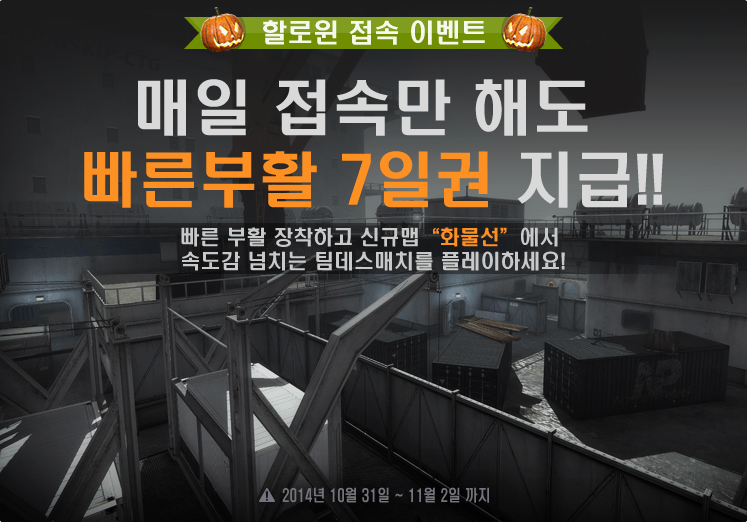 할로윈 접속 이벤트
매일 접속만 해도
빠른부활 7일권 지급!!
빠른 부활 장착하고 신규맵 “화물선” 에서
속도감 넘치는 팀데스매치를 플레이하세요!
2014년 10월 31일 ~ 11월 2일 까지